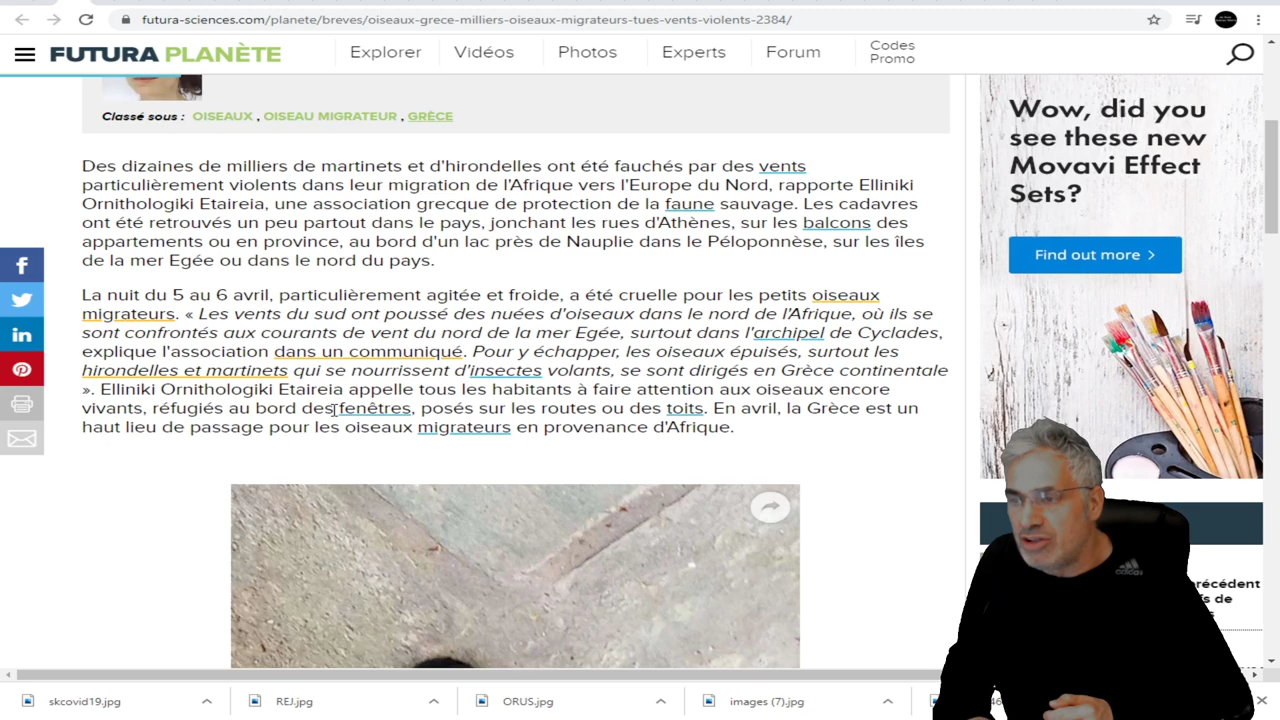 futura-sciences.com/planete/breves/oiseaux-grece-milliers-oiseaux-migrateurs-tues-vents-violents-2384/
FUTURA PLANÈTE
Explorer
Vidéos
Photos
Experts
Forum
Codes
Promo
Classé sous : OISEAUX , OISEAU MIGRATEUR , GRÈCE
Des dizaines de milliers de martinets et d'hirondelles ont été fauchés par des vents
particulièrement violents dans leur migration de l'Afrique vers l'Europe du Nord, rapporte Elliniki
Ornithologiki Etaireia, une association grecque de protection de la faune sauvage. Les cadavres
ont été retrouvés un peu partout dans le pays, jonchant les rues d'Athènes, sur les balcons des
appartements ou en province, au bord d'un lac près de Nauplie dans le Péloponnèse, sur les îles
de la mer Egée ou dans le nord du pays.
La nuit du 5 au 6 avril, particulièrement agitée et froide, a été cruelle pour les petits oiseaux
migrateurs. « Les vents du sud ont poussé des nuées d'oiseaux dans le nord de l'Afrique, où ils se
sont confrontés aux courants de vent du nord de la mer Egée, surtout dans l'archipel de Cyclades,
explique l'association dans un communiqué. Pour y échapper, les oiseaux épuisés, surtout les
hirondelles et martinets qui se nourrissent d'insectes volants, se sont dirigés en Grèce continentale
». Elliniki Ornithologiki Etaireia appelle tous les habitants à faire attention aux oiseaux encore
vivants, réfugiés au bord des fenêtres, posés sur les routes ou des toits. En avril, la Grèce est un
haut lieu de passage pour les oiseaux migrateurs en provenance d'Afrique.
Wow, did you
see these new
Movavi Effect
Sets?
Find out more
précédent
fs de
adidas
skcovid19.jpg
REJ.jpg
ORUS.jpg
images (7).jpg